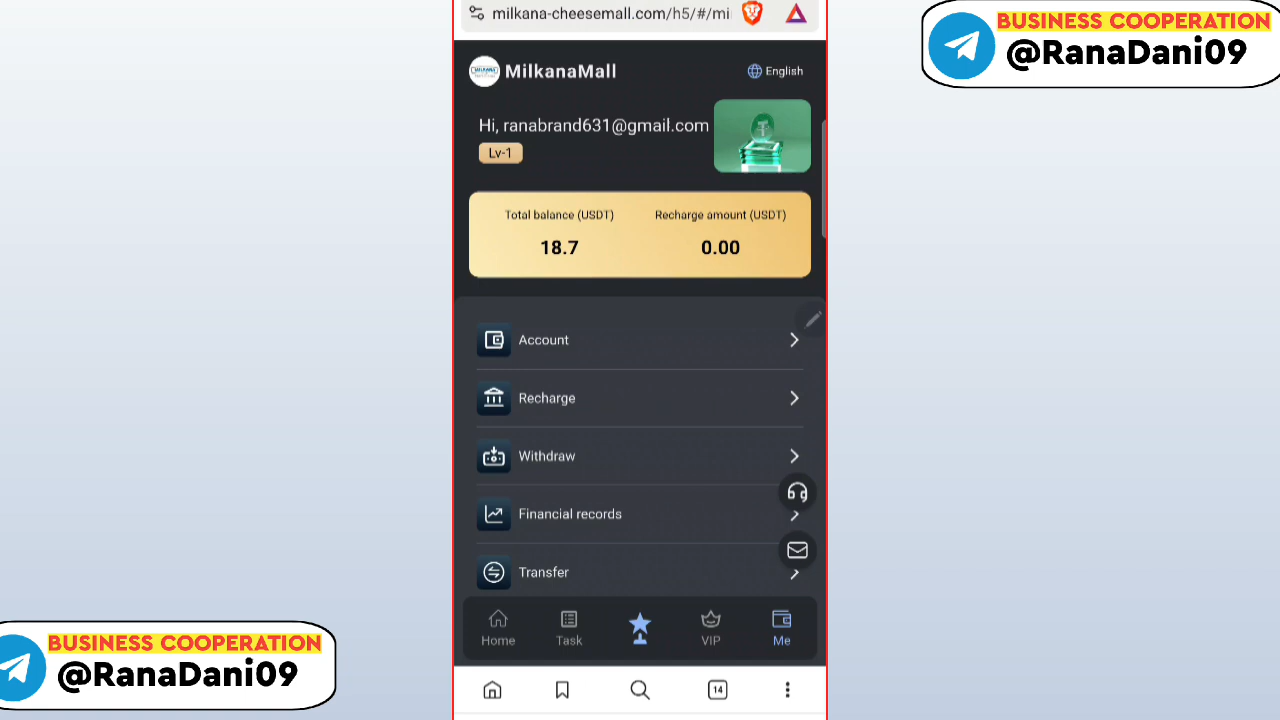 milkana-cheesemall.com/h5/#/mi
BUSINESS COOPERATION
@RanaDani09
MilkanaMall
English
Hi, ranabrand631@gmail.com
Lv-1
Total balance (USDT)
Recharge amount (USDT)
18.7
0.00
Account
Recharge
Withdraw
Financial records
Transfer
Home
Task
VIP
Me
BUSINESS COOPERATION
@RanaDani09
14